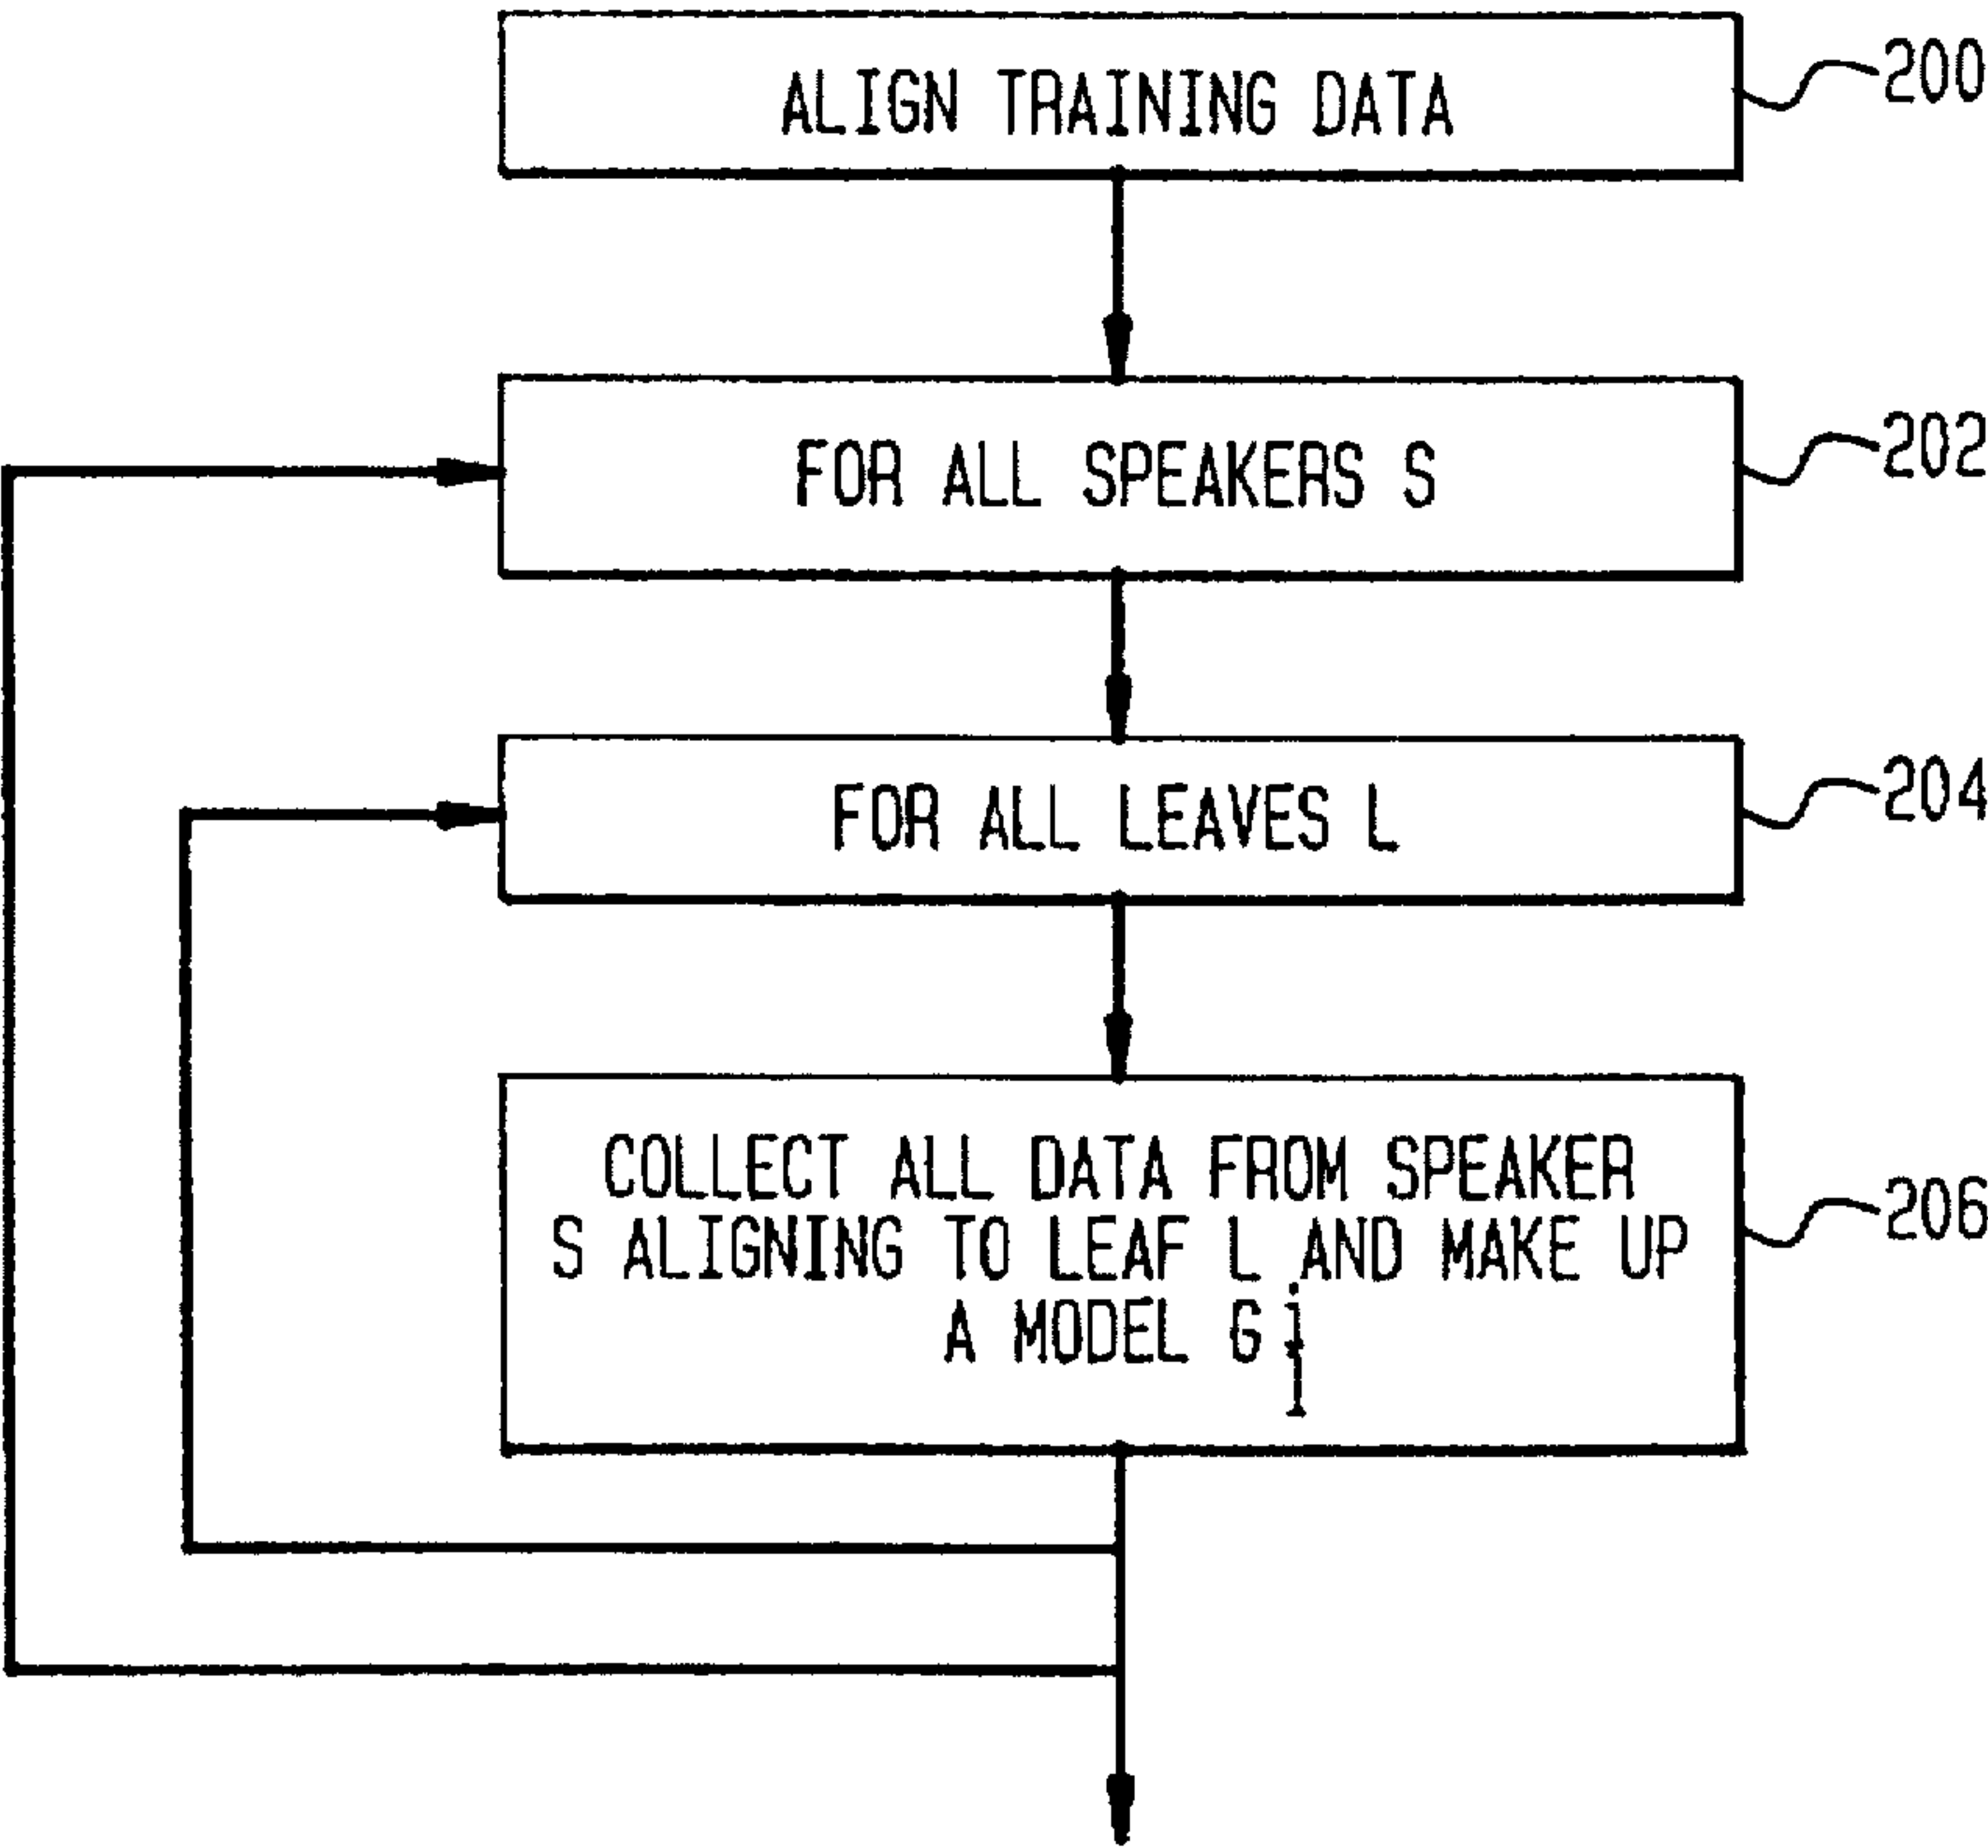 ALIGN TRAINING DATA
200
FOR ALL SPEAKERS S
202
FOR ALL LEAVES L
204
COLLECT ALL DATA FROM SPEAKER
S ALIGNING TO LEAF L AND MAKE UP
A MODEL G j
206